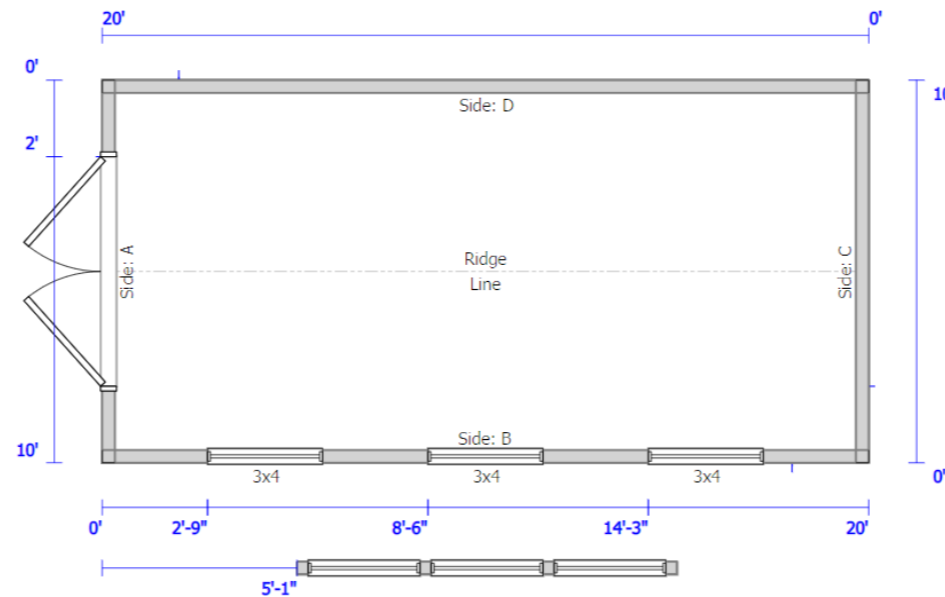 20' 0'
0'
Side: D
2'
Side: A
Ridge
Line
Side: C
10'
Side: B
0'
3x4 3x4 3x4
0' 2'-9" 8'-6" 14'-3" 20'
5'-1"